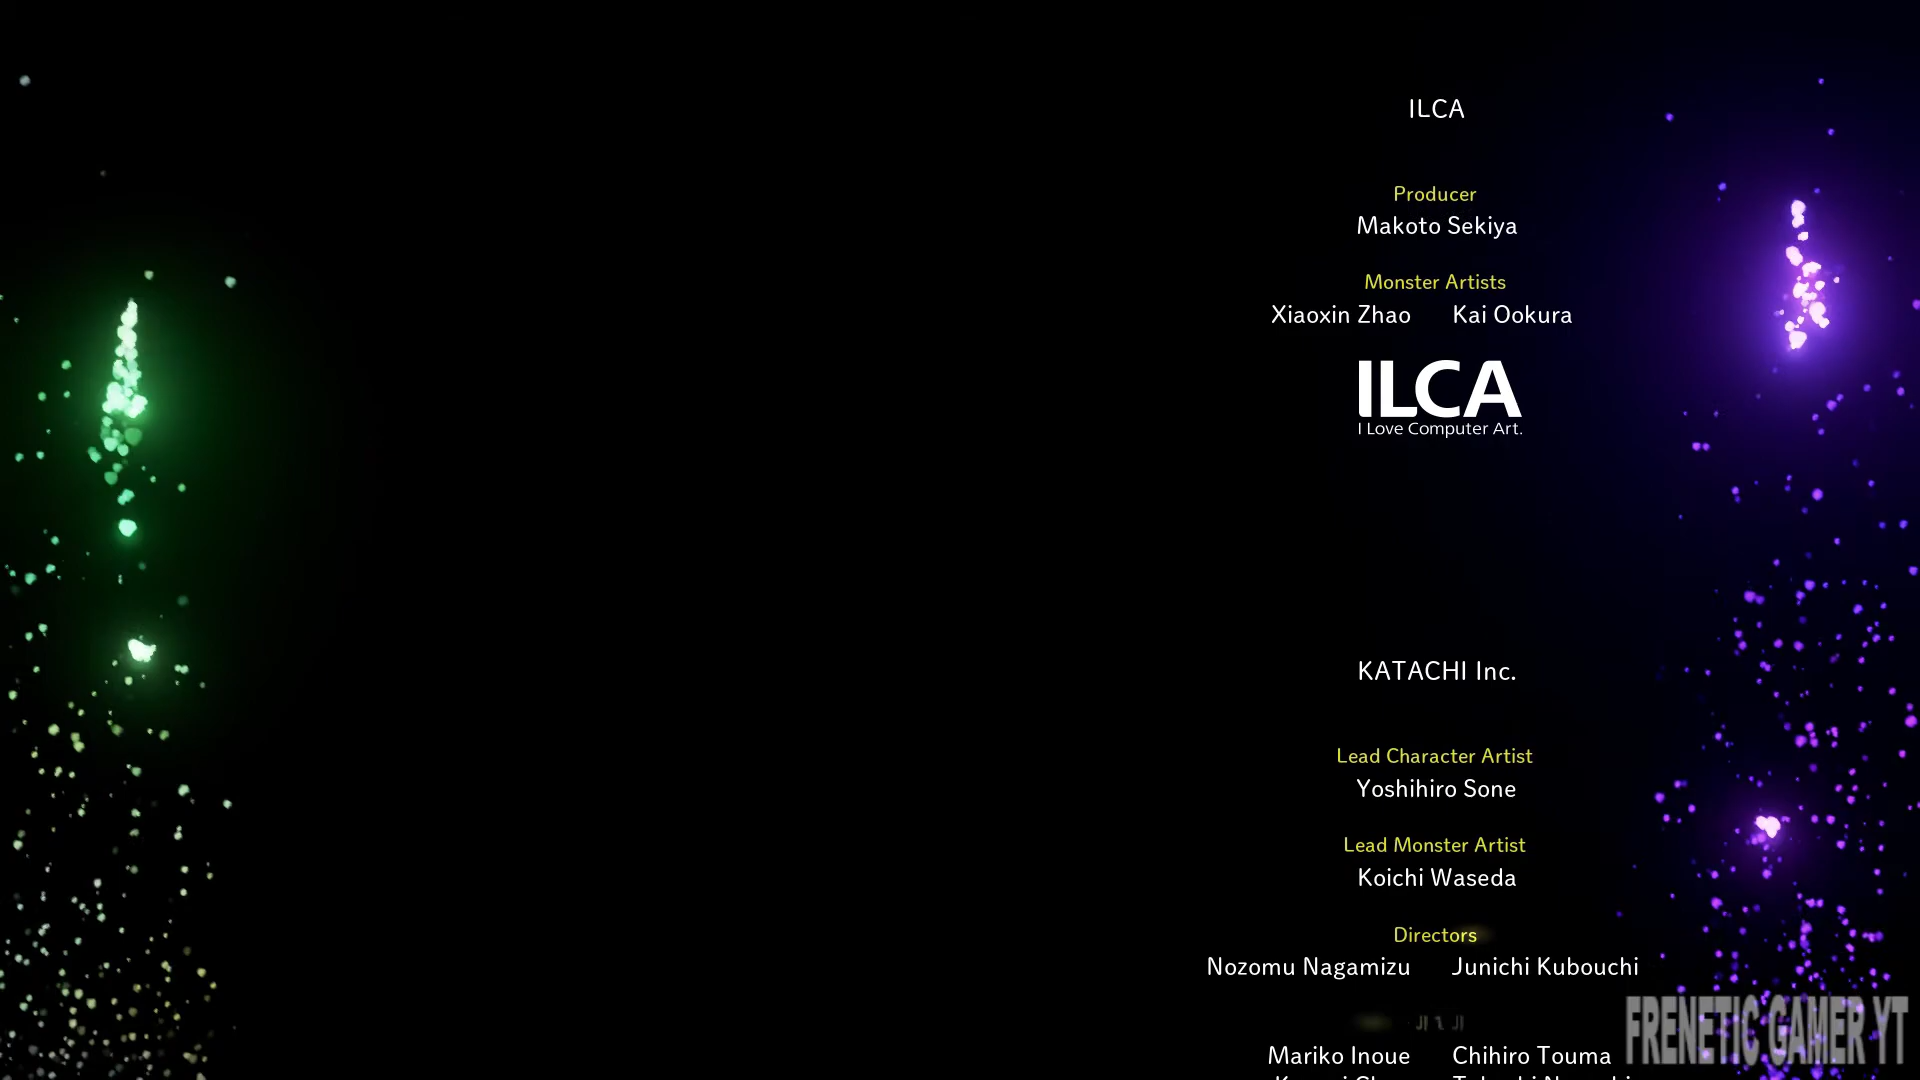 ILCA
Producer
Makoto Sekiya
Monster Artists
Xiaoxin Zhao Kai Ookura
ILCA
I Love Computer Art.
KATACHI Inc.
Lead Character Artist
Yoshihiro Sone
Lead Monster Artist
Koichi Waseda
Directors
Nozomu Nagamizu Junichi Kubouchi
Mariko Inoue Chihiro Touma
FRENETIC GAMER YT